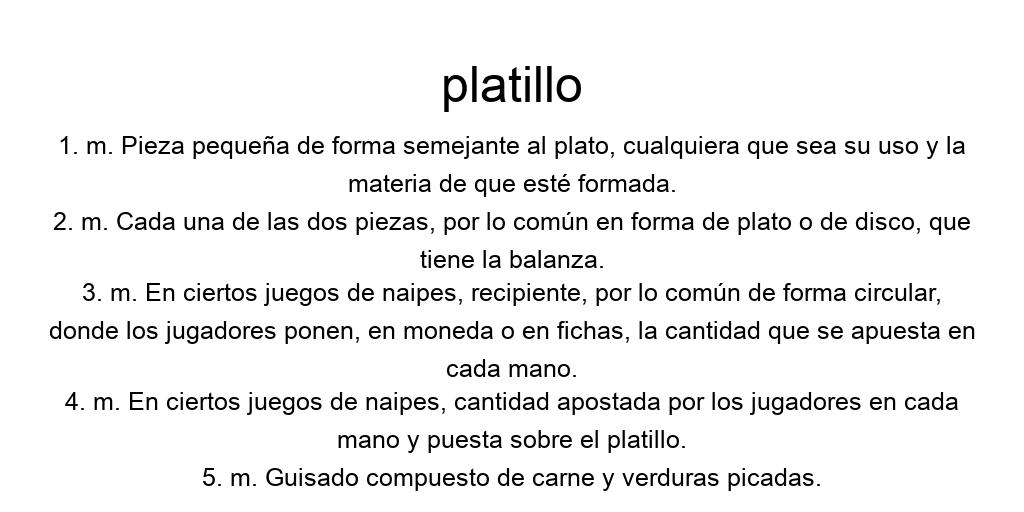 platillo
1. m. Pieza pequeña de forma semejante al plato, cualquiera que sea su uso y la
materia de que esté formada.
2. m. Cada una de las dos piezas, por lo común en forma de plato o de disco, que
tiene la balanza.
3. m. En ciertos juegos de naipes, recipiente, por lo común de forma circular,
donde los jugadores ponen, en moneda o en fichas, la cantidad que se apuesta en
cada mano.
4. m. En ciertos juegos de naipes, cantidad apostada por los jugadores en cada
mano y puesta sobre el platillo.
5. m. Guisado compuesto de carne y verduras picadas.